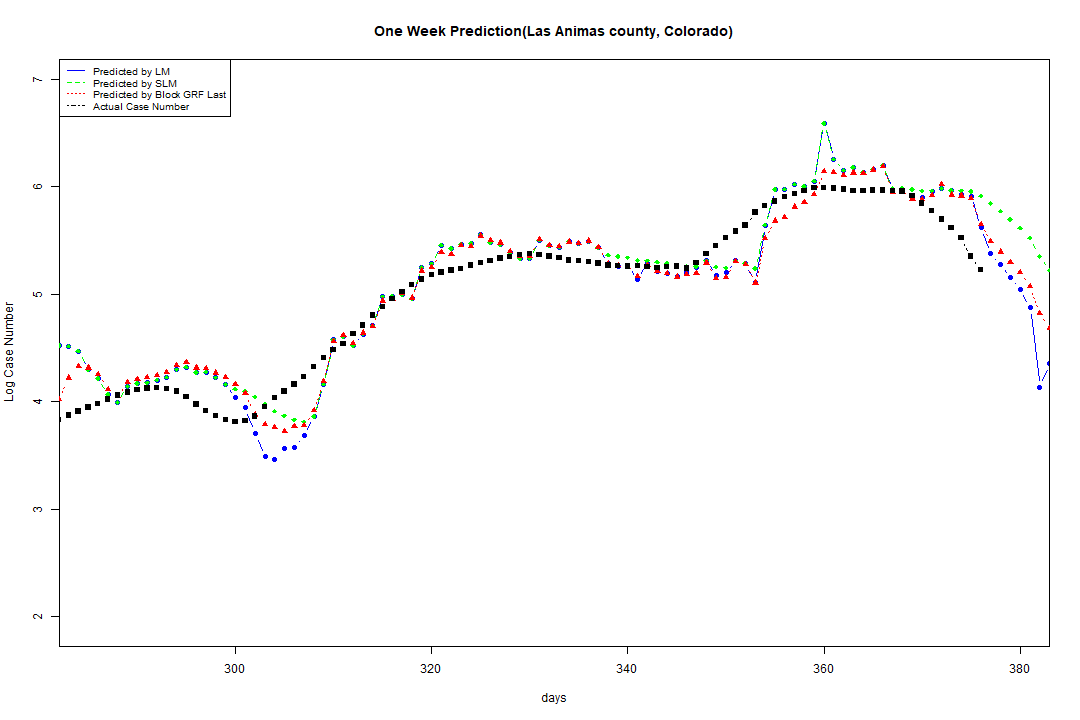 One Week Prediction(Las Animas county, Colorado)
Predicted by LM
Predicted by SLM
Predicted by Block GRF Last
Actual Case Number
7
6
5
4
3
2
Log Case Number
300 320 340 360 380
days